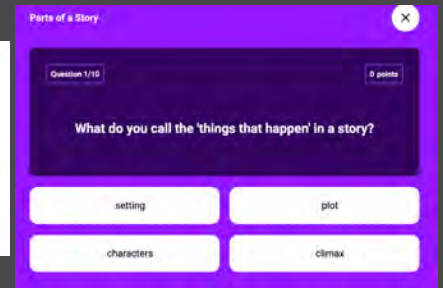 Parts of a Story
Question 1/10
0 points
What do you call the 'things that happen' in a story?
setting
plot
characters
climax